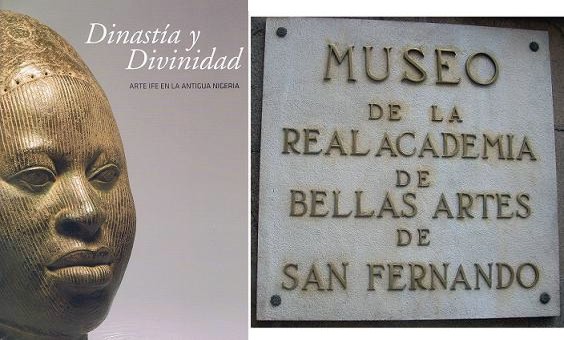 Dinastía y
Divinidad
ARTE IFE EN LA ANTIGUA NIGERIA
MUSEO
DE LA
REAL ACADEMIA
DE
BELLAS ARTES
DE
SAN FERNANDO